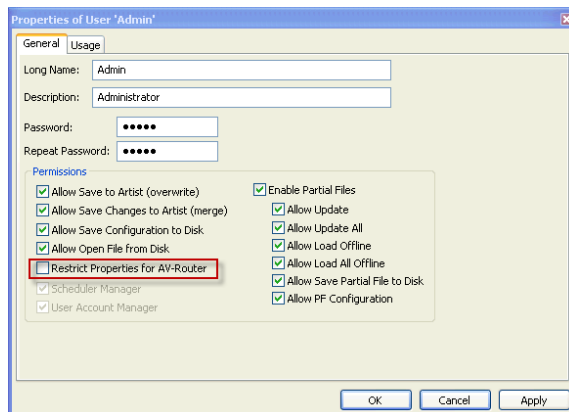 Properties of User 'Admin'
General Usage
Long Name: Admin
Description: Administrator
Password: •••••
Repeat Password: •••••
Permissions
Allow Save to Artist (overwrite) Enable Partial Files
Allow Save Changes to Artist (merge) Allow Update
Allow Save Configuration to Disk Allow Update All
Allow Open File from Disk Allow Load Offline
Restrict Properties for AV-Router Allow Load All Offline
Scheduler Manager Allow Save Partial File to Disk
User Account Manager Allow PF Configuration
OK Cancel Apply